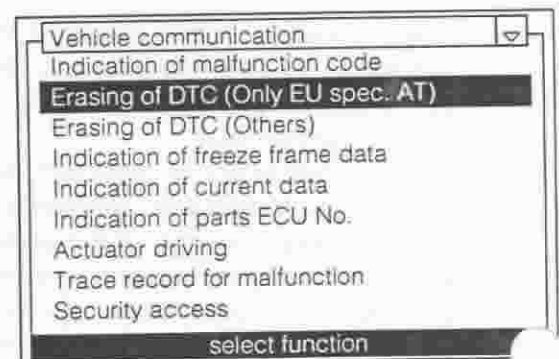 Vehicle communication
Indication of malfunction code
Erasing of DTC (Only EU spec. AT)
Erasing of DTC (Others)
Indication of freeze frame data
Indication of current data
Indication of parts ECU No.
Actuator driving
Trace record for malfunction
Security access
select function